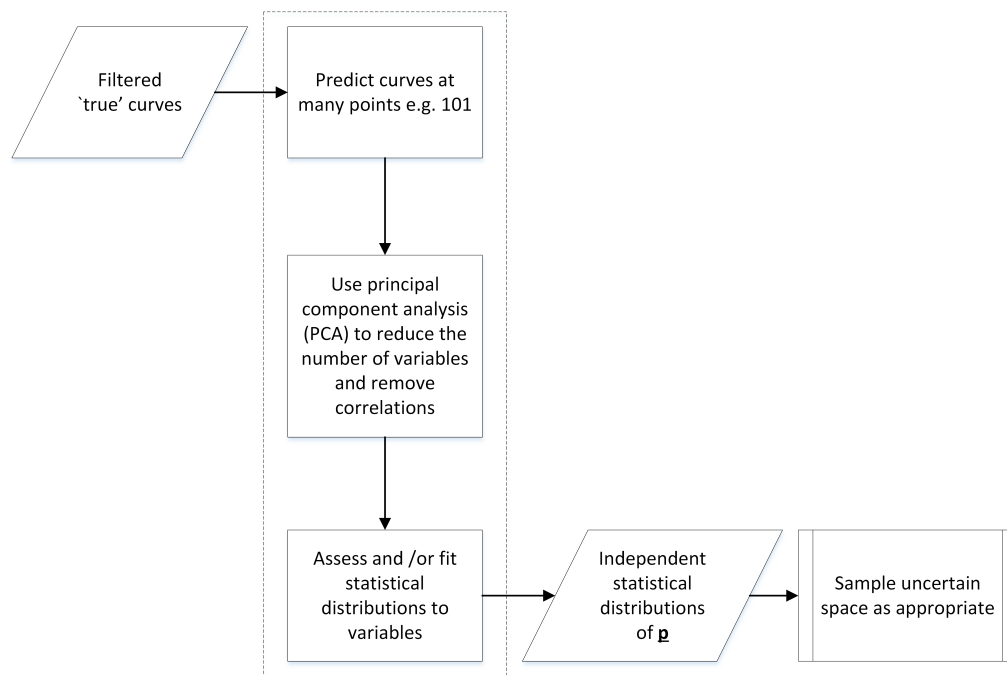 Filtered
`true’ curves
Predict curves at
many points e.g. 101
Use principal
component analysis
(PCA) to reduce the
number of variables
and remove
correlations
Assess and /or fit
statistical
distributions to
variables
Independent
statistical
distributions
of p
Sample uncertain
space as appropriate